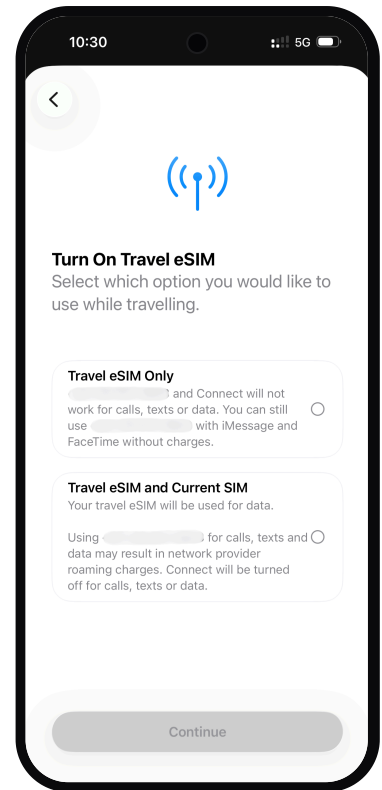 10:30
5G
Turn On Travel eSIM
Select which option you would like to
use while travelling.
Travel eSIM Only
and Connect will not
work for calls, texts or data. You can still
use with iMessage and
FaceTime without charges.
Travel eSIM and Current SIM
Your travel eSIM will be used for data.
Using for calls, texts and
data may result in network provider
roaming charges. Connect will be turned
off for calls, texts or data.
Continue